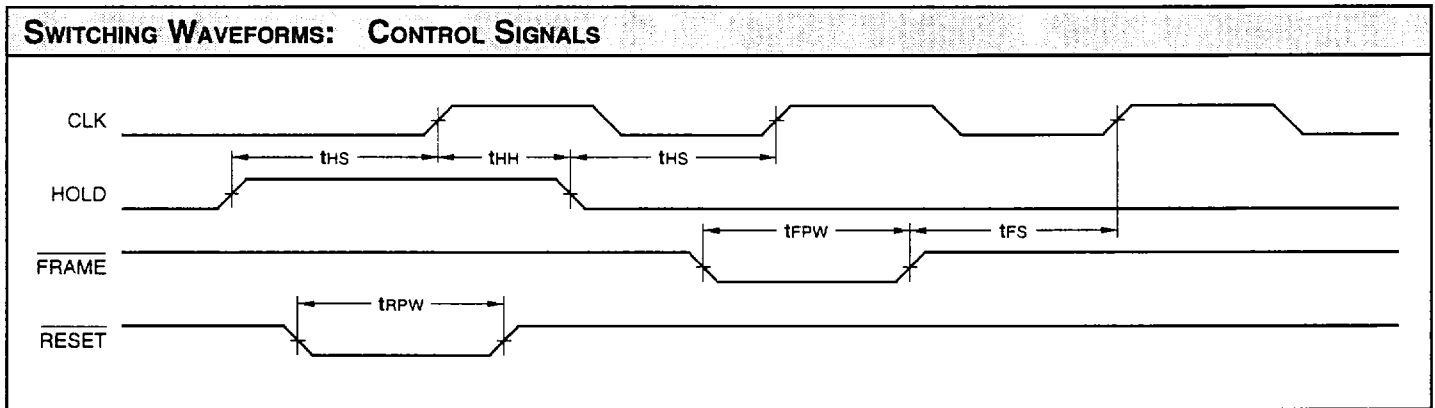 SWITCHING WAVEFORMS: CONTROL SIGNALS
CLK
tHS tHH tHS
HOLD
tFPW tFS
FRAME
tRPW
RESET